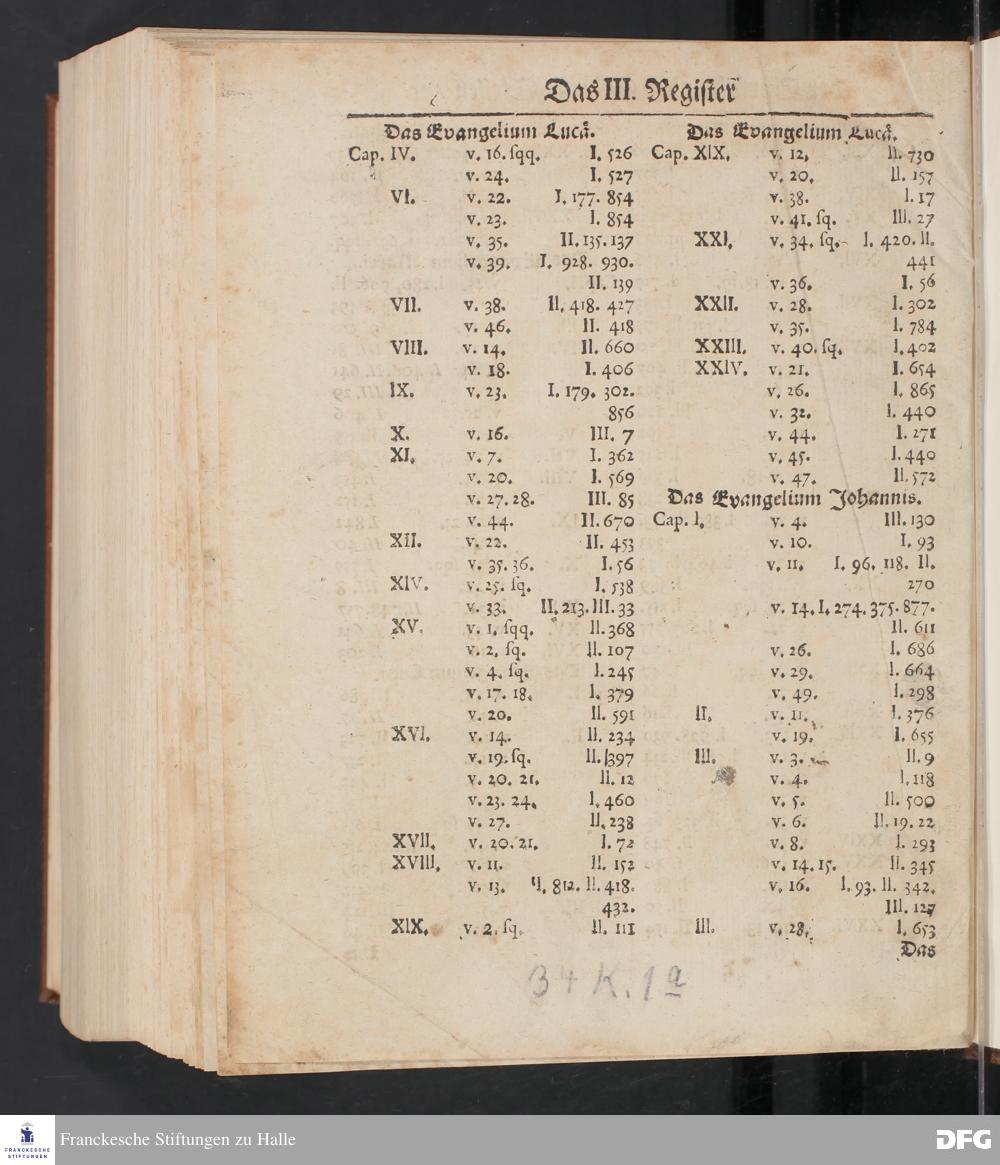 Das III. Register
Das Evangelium Lucä.
Cap. IV. v. 16. sqq. I. 526
v. 24. I. 527
VI. v. 22. I. 177. 854
v. 23. I. 854
v. 35. II. 135. 137
v. 39. I. 928. 930.
II. 139
VII. v. 38. II. 418. 427
v. 46. II. 418
VIII. v. 14. II. 660
v. 18. I. 406
IX. v. 23. I. 179. 302.
856
X. v. 16. III. 7
XI. v. 7. I. 362
v. 20. I. 569
v. 27. 28. III. 85
v. 44. II. 670
XII. v. 22. II. 453
v. 35. 36. I. 56
XIV. v. 25. sq. I. 538
v. 33. II. 213. III. 33
XV. v. 1. sqq. II. 368
v. 2. sq. II. 107
v. 4. sq. I. 245
v. 17. 18. I. 379
v. 20. II. 591
XVI. v. 14. II. 234
v. 19. sq. II. 397
v. 20. 21. II. 12
v. 23. 24. I. 460
v. 27. II. 238
XVII. v. 20. 21. I. 72
XVIII. v. 11. II. 152
v. 13. I. 812. II. 418.
432.
XIX. v. 2. sq. II. 111
Das Evangelium Lucä.
Cap. XIX. v. 12. II. 730
v. 20. II. 157
v. 38. I. 17
v. 41. sq. III. 27
XXI. v. 34. sq. I. 420. II.
441
v. 36. I. 56
XXII. v. 28. I. 302
v. 35. I. 784
XXIII. v. 40. sq. I. 402
XXIV. v. 21. I. 654
v. 26. I. 865
v. 32. I. 440
v. 44. I. 271
v. 45. I. 440
v. 47. II. 572
Das Evangelium Johannis.
Cap. I. v. 4. III. 130
v. 10. I. 93
v. 11. I. 96. 118. II.
270
v. 14. I. 274. 375. 877.
II. 611
v. 26. I. 686
v. 29. I. 664
v. 49. I. 298
II. v. 11. I. 376
v. 19. I. 655
III. v. 3. II. 9
v. 4. I. 118
v. 5. II. 500
v. 6. II. 19. 22
v. 8. I. 293
v. 14. 15. II. 345
v. 16. I. 93. II. 342.
III. 127
III. v. 28. I. 653
Das
34 K. 1 a
FRANCKESCHE
STIFTUNGEN
Franckesche Stiftungen zu Halle
DFG